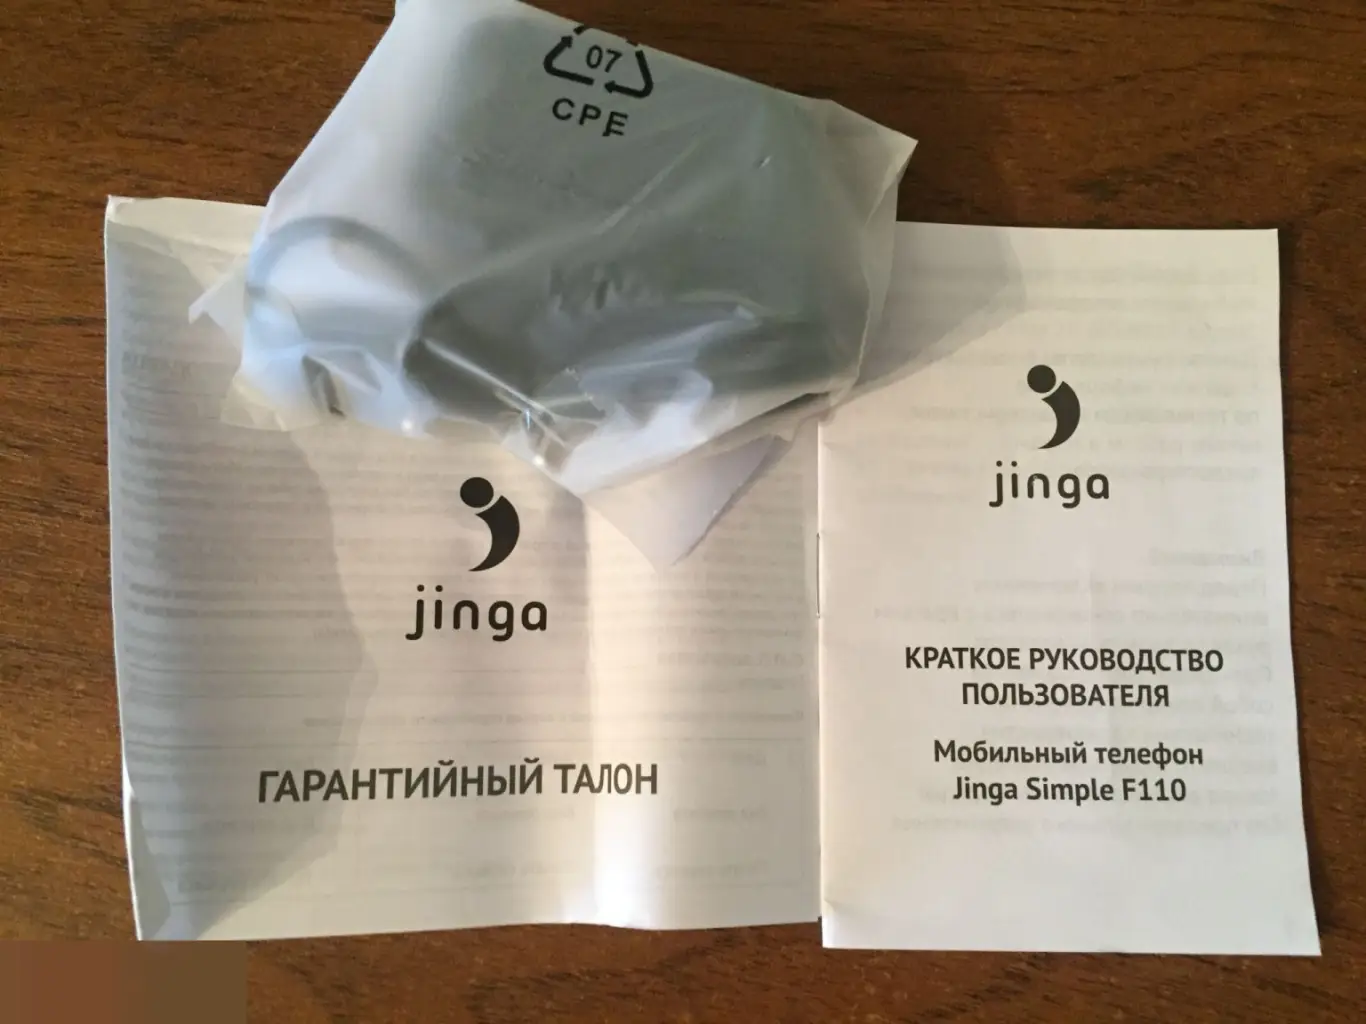 07
CPE
jinga
ГАРАНТИЙНЫЙ ТАЛОН
jinga
КРАТКОЕ РУКОВОДСТВО
ПОЛЬЗОВАТЕЛЯ
Мобильный телефон
Jinga Simple F110